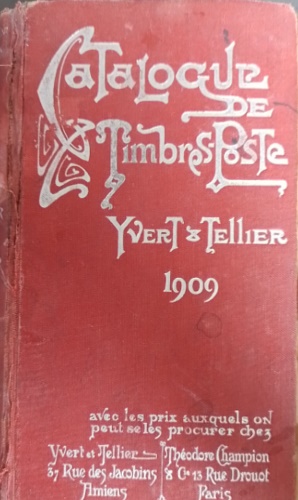 Catalogue
de
Timbres-Poste
Yvert & Tellier
1909
avec les prix auxquels on
peut se les procurer chez
Yvert et Tellier Théodore Champion
37 Rue des Jacobins & Cie 13 Rue Drouot
Amiens Paris